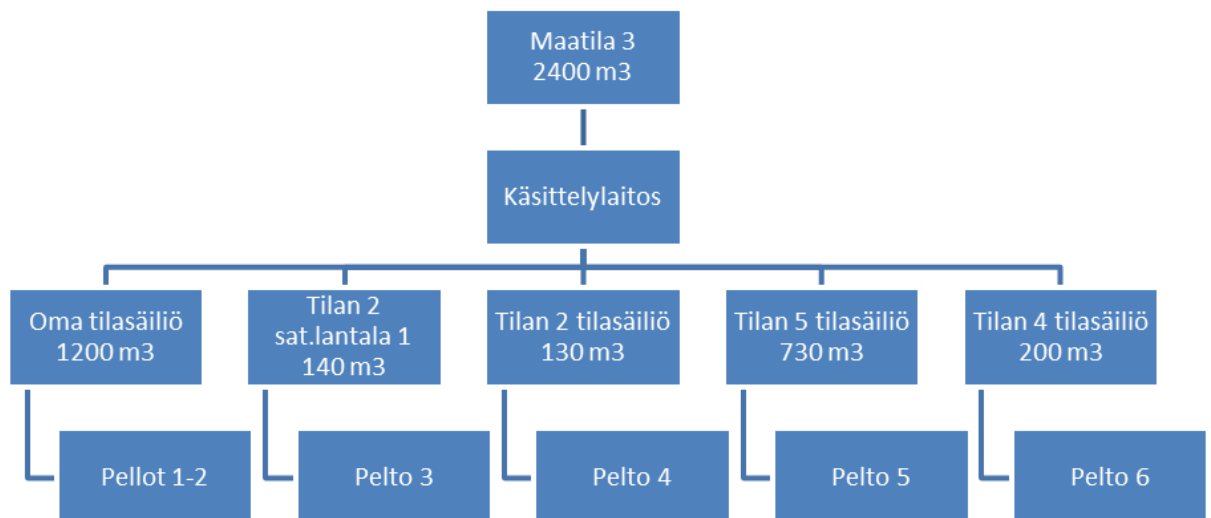 Maatila 3
2400 m3
Käsittelylaitos
Oma tilasäiliö
1200 m3
Tilan 2
sat.lantala 1
140 m3
Tilan 2 tilasäiliö
130 m3
Tilan 5 tilasäiliö
730 m3
Tilan 4 tilasäiliö
200 m3
Pellot 1-2
Pelto 3
Pelto 4
Pelto 5
Pelto 6